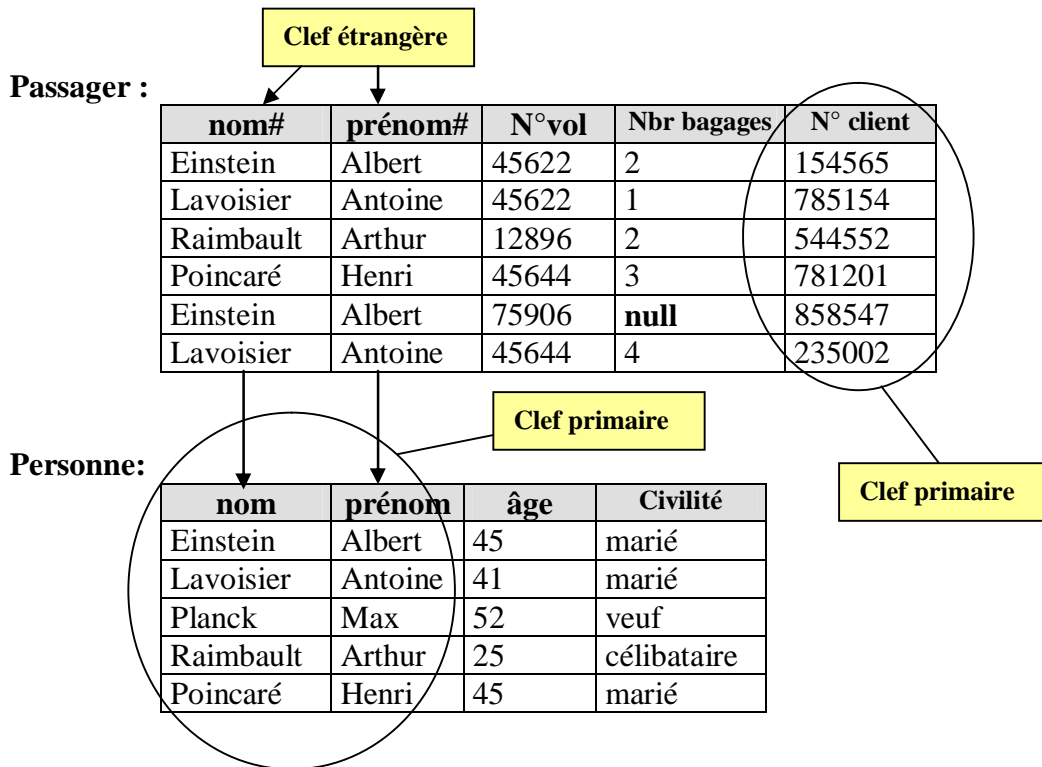 Clef étrangère
Passager :
nom# prénom# N°vol Nbr bagages N° client
Einstein Albert 45622 2 154565
Lavoisier Antoine 45622 1 785154
Raimbault Arthur 12896 2 544552
Poincaré Henri 45644 3 781201
Einstein Albert 75906 null 858547
Lavoisier Antoine 45644 4 235002
Clef primaire
Personne:
Clef primaire
nom prénom âge Civilité
Einstein Albert 45 marié
Lavoisier Antoine 41 marié
Planck Max 52 veuf
Raimbault Arthur 25 célibataire
Poincaré Henri 45 marié